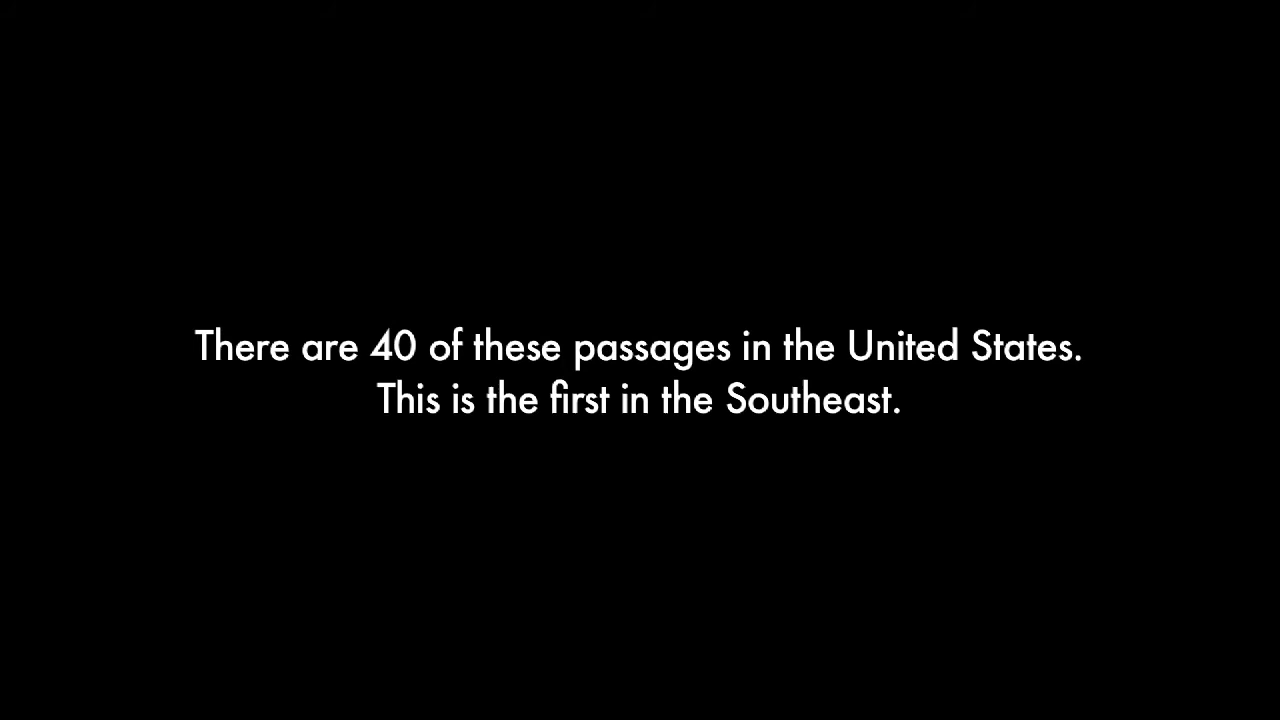 There are 40 of these passages in the United States.
This is the first in the Southeast.